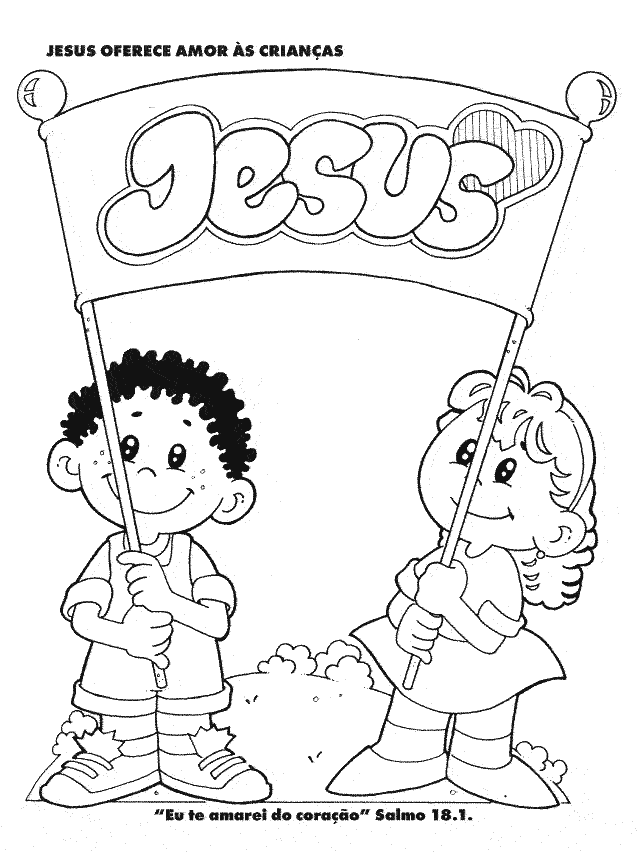 JESUS OFERECE AMOR ÀS CRIANÇAS
Jesus
“Eu te amarei do coração” Salmo 18.1.